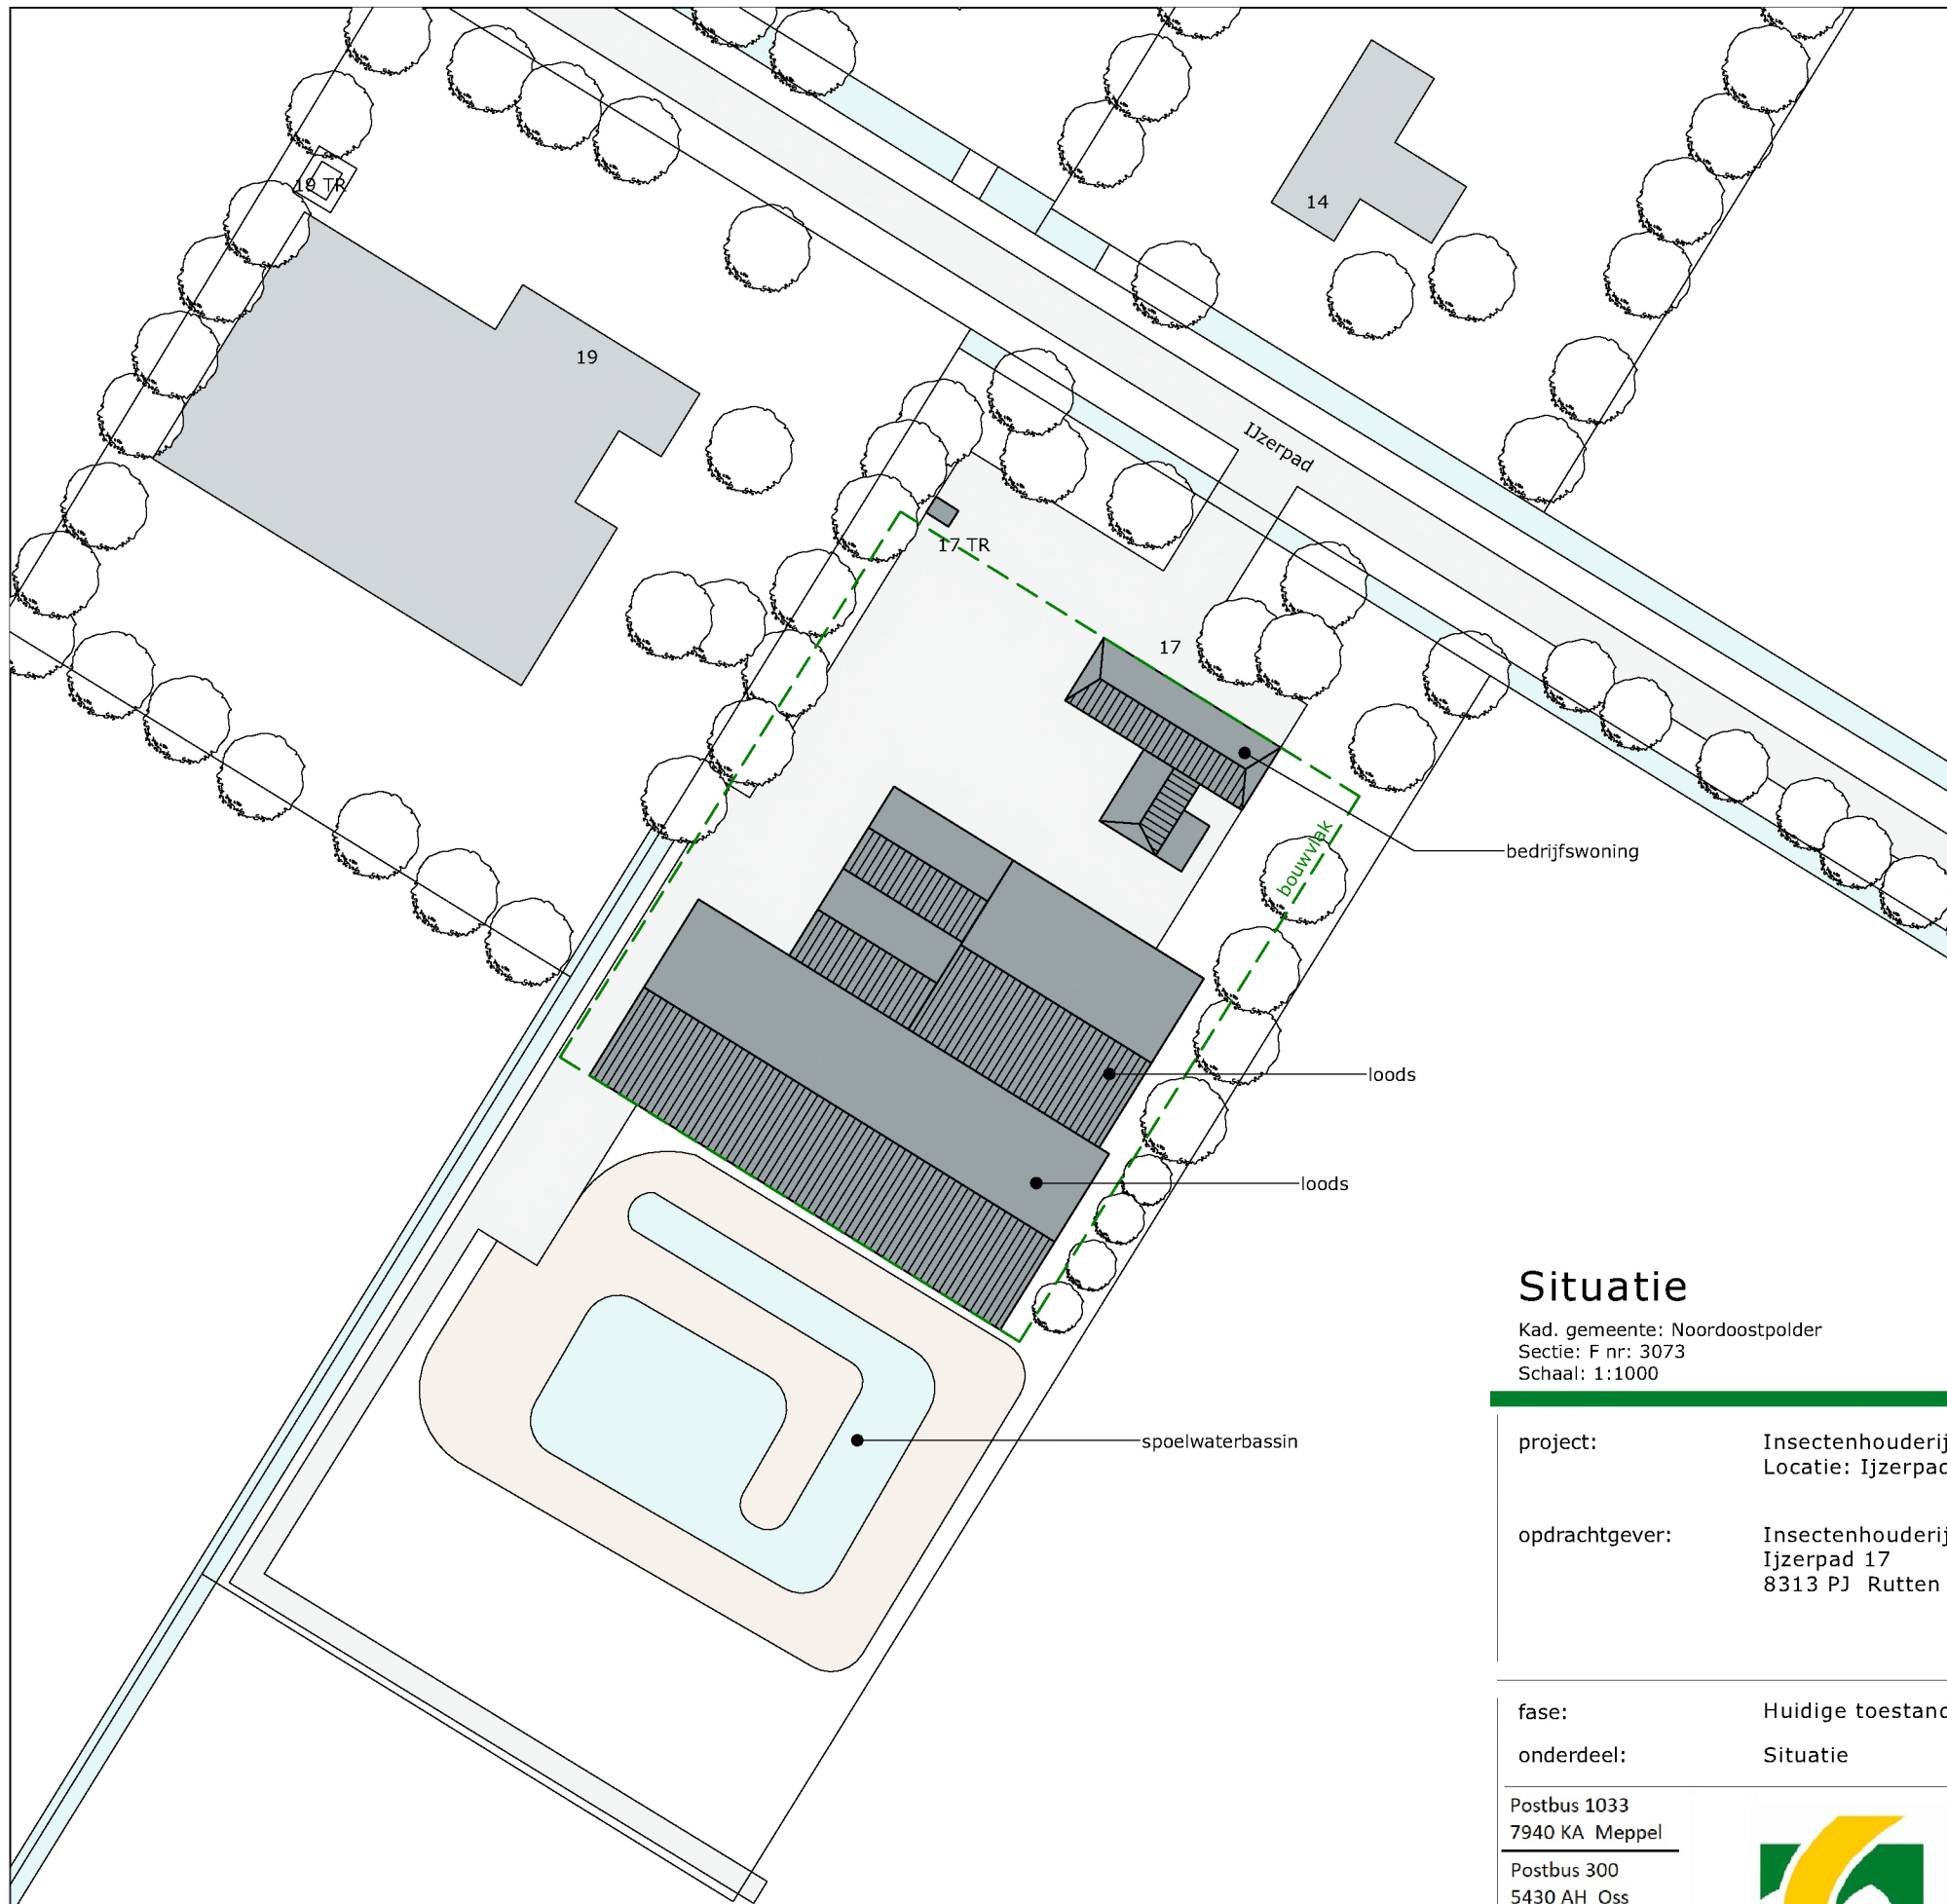 19 TR
14
19
IJzerpad
17 TR
17
bouwvlak
bedrijfswoning
loods
loods
spoelwaterbassin
Situatie
Kad. gemeente: Noordoostpolder
Sectie: F nr: 3073
Schaal: 1:1000
project: Insectenhouderij
Locatie: Ijzerpad
opdrachtgever: Insectenhouderij
Ijzerpad 17
8313 PJ Rutten
fase: Huidige toestand
onderdeel: Situatie
Postbus 1033
7940 KA Meppel
Postbus 300
5430 AH Oss